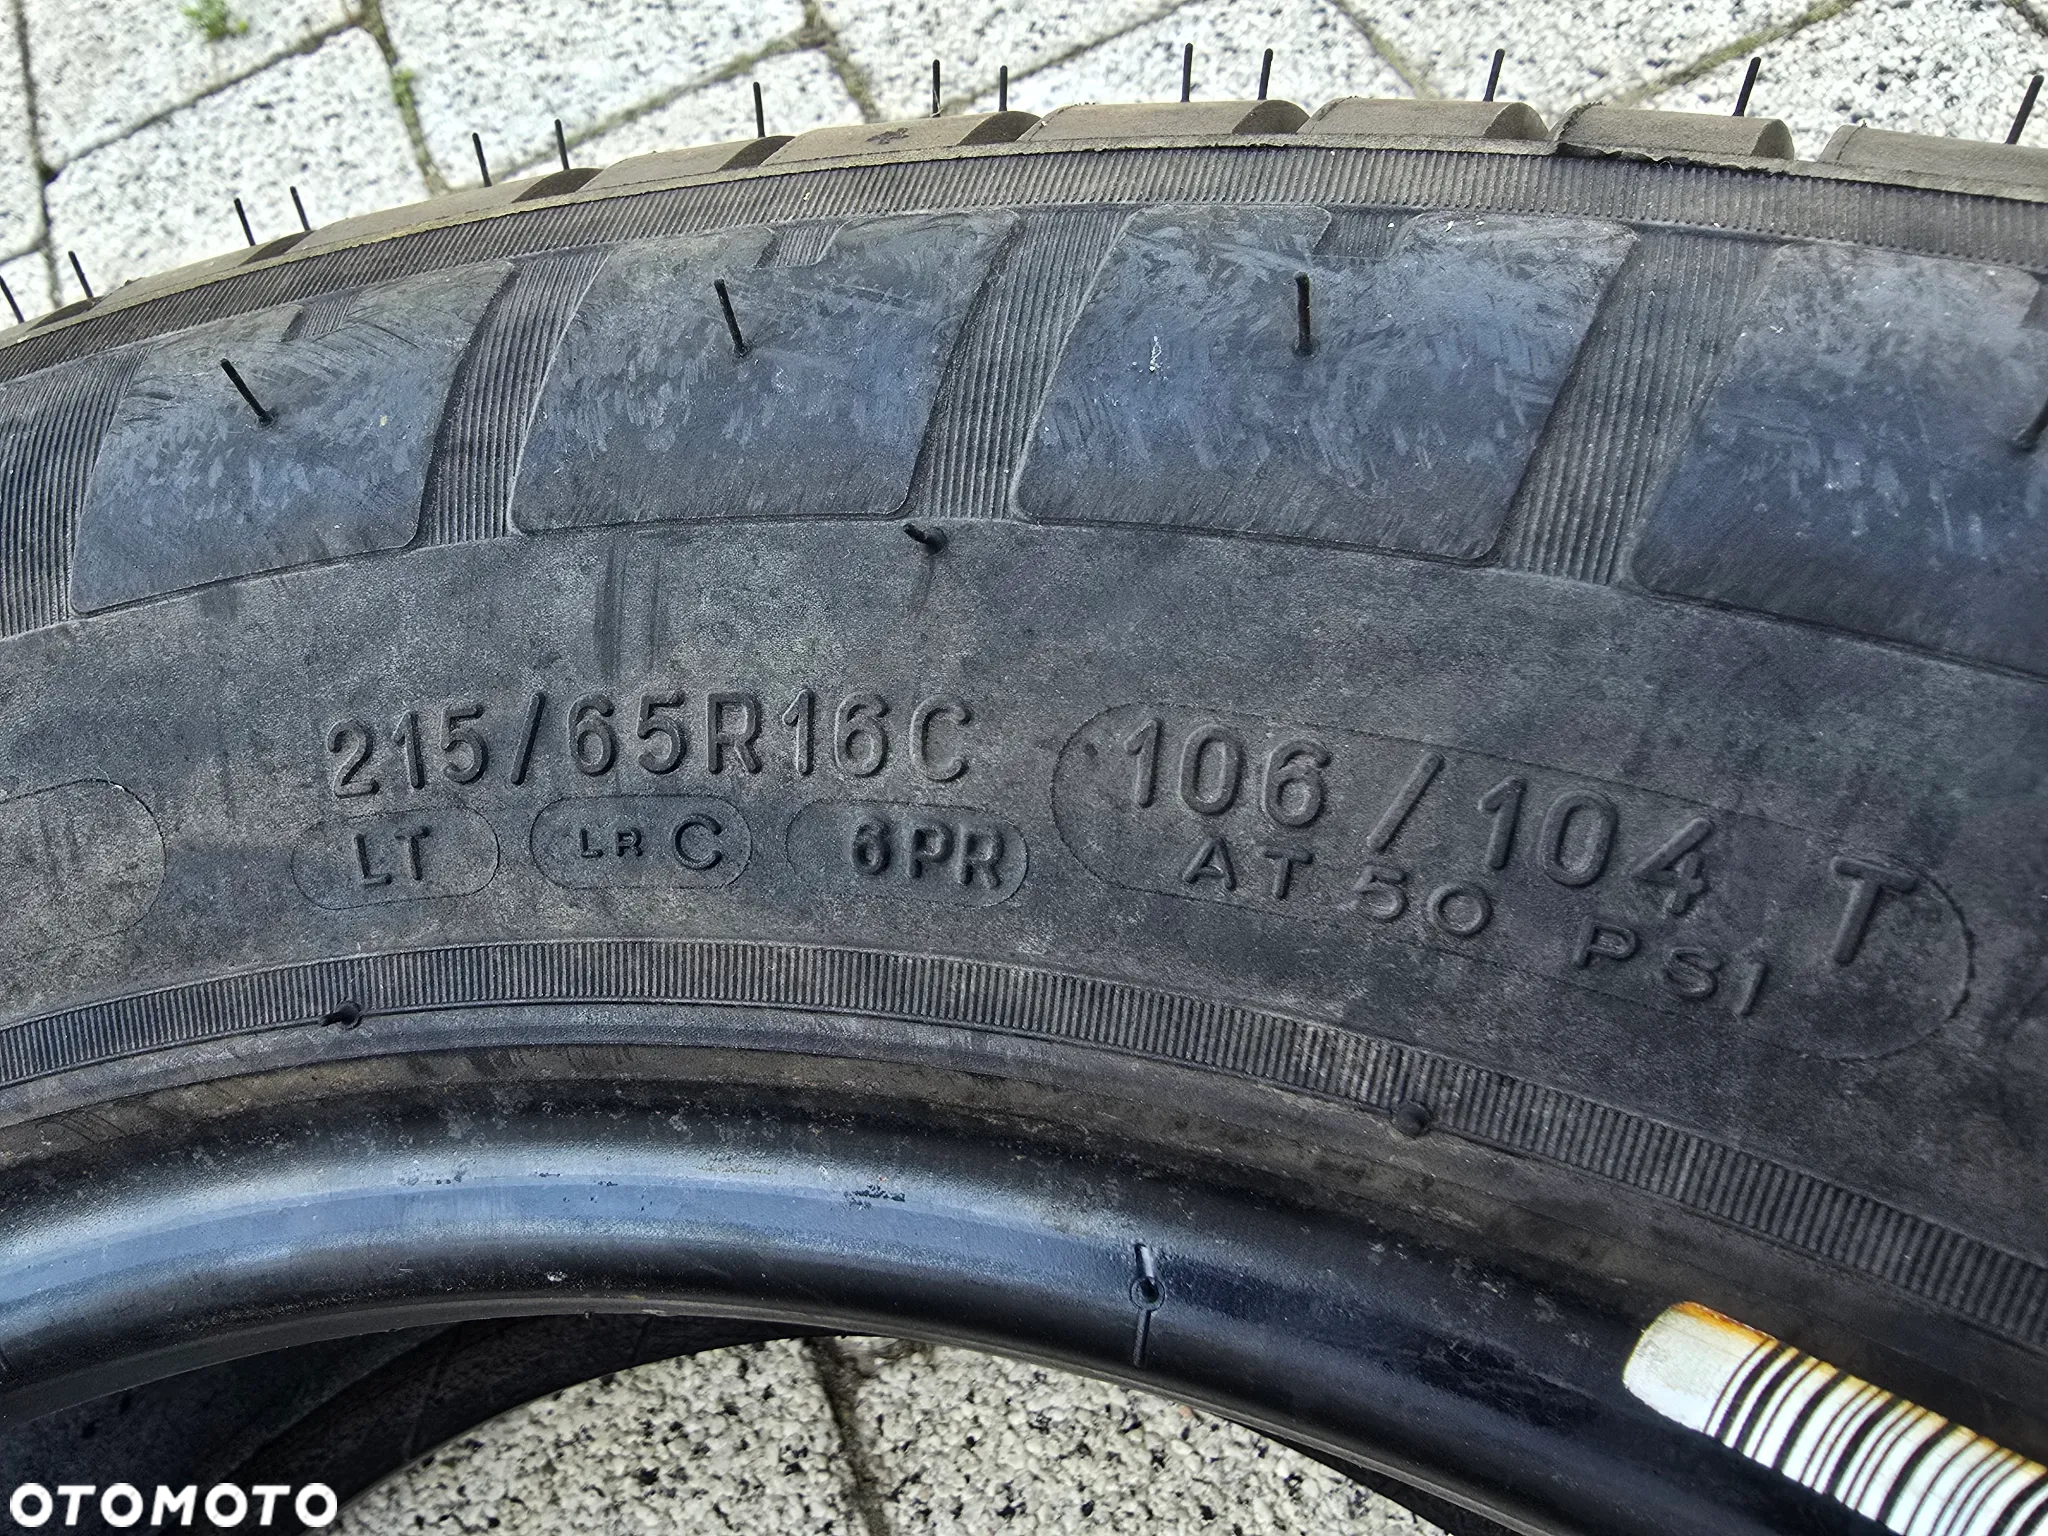 215/65R16C
106/104 T
LT
LR C
6PR
AT 50 PSI
OTOMOTO